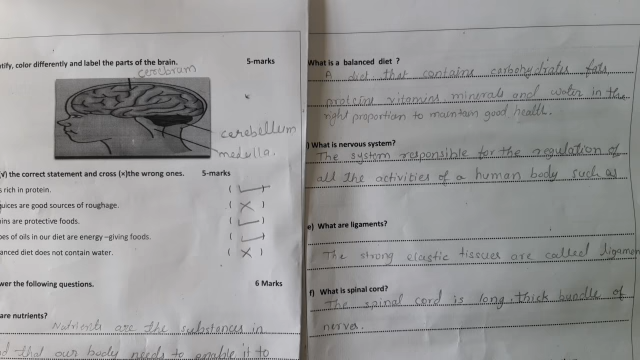 tify, color differently and label the parts of the brain. 5-marks
cerebram
cerebellum
medulla.
(√) the correct statement and cross (×)the wrong ones. 5-marks
s rich in protein. ( ✓ )
uices are good sources of roughage. ( × )
ins are protective foods. ( ✓ )
es of oils in our diet are energy –giving foods. ( ✓ )
anced diet does not contain water. ( × )
wer the following questions. 6 Marks
are nutrients?
Nutrients are the substances in
d that our body needs to enable it to
What is a balanced diet ?
A diet that contains carbohydrates fats,
proteins vitamins minerals and water in the
right proportion to maintain good health.
) What is nervous system?
The system responsible for the regulation of
all the activities of a human body such as
e) What are ligaments?
The strong elastic tissues are called ligamen
f) What is spinal cord?
The spinal cord is long thick bundle of
nerves.